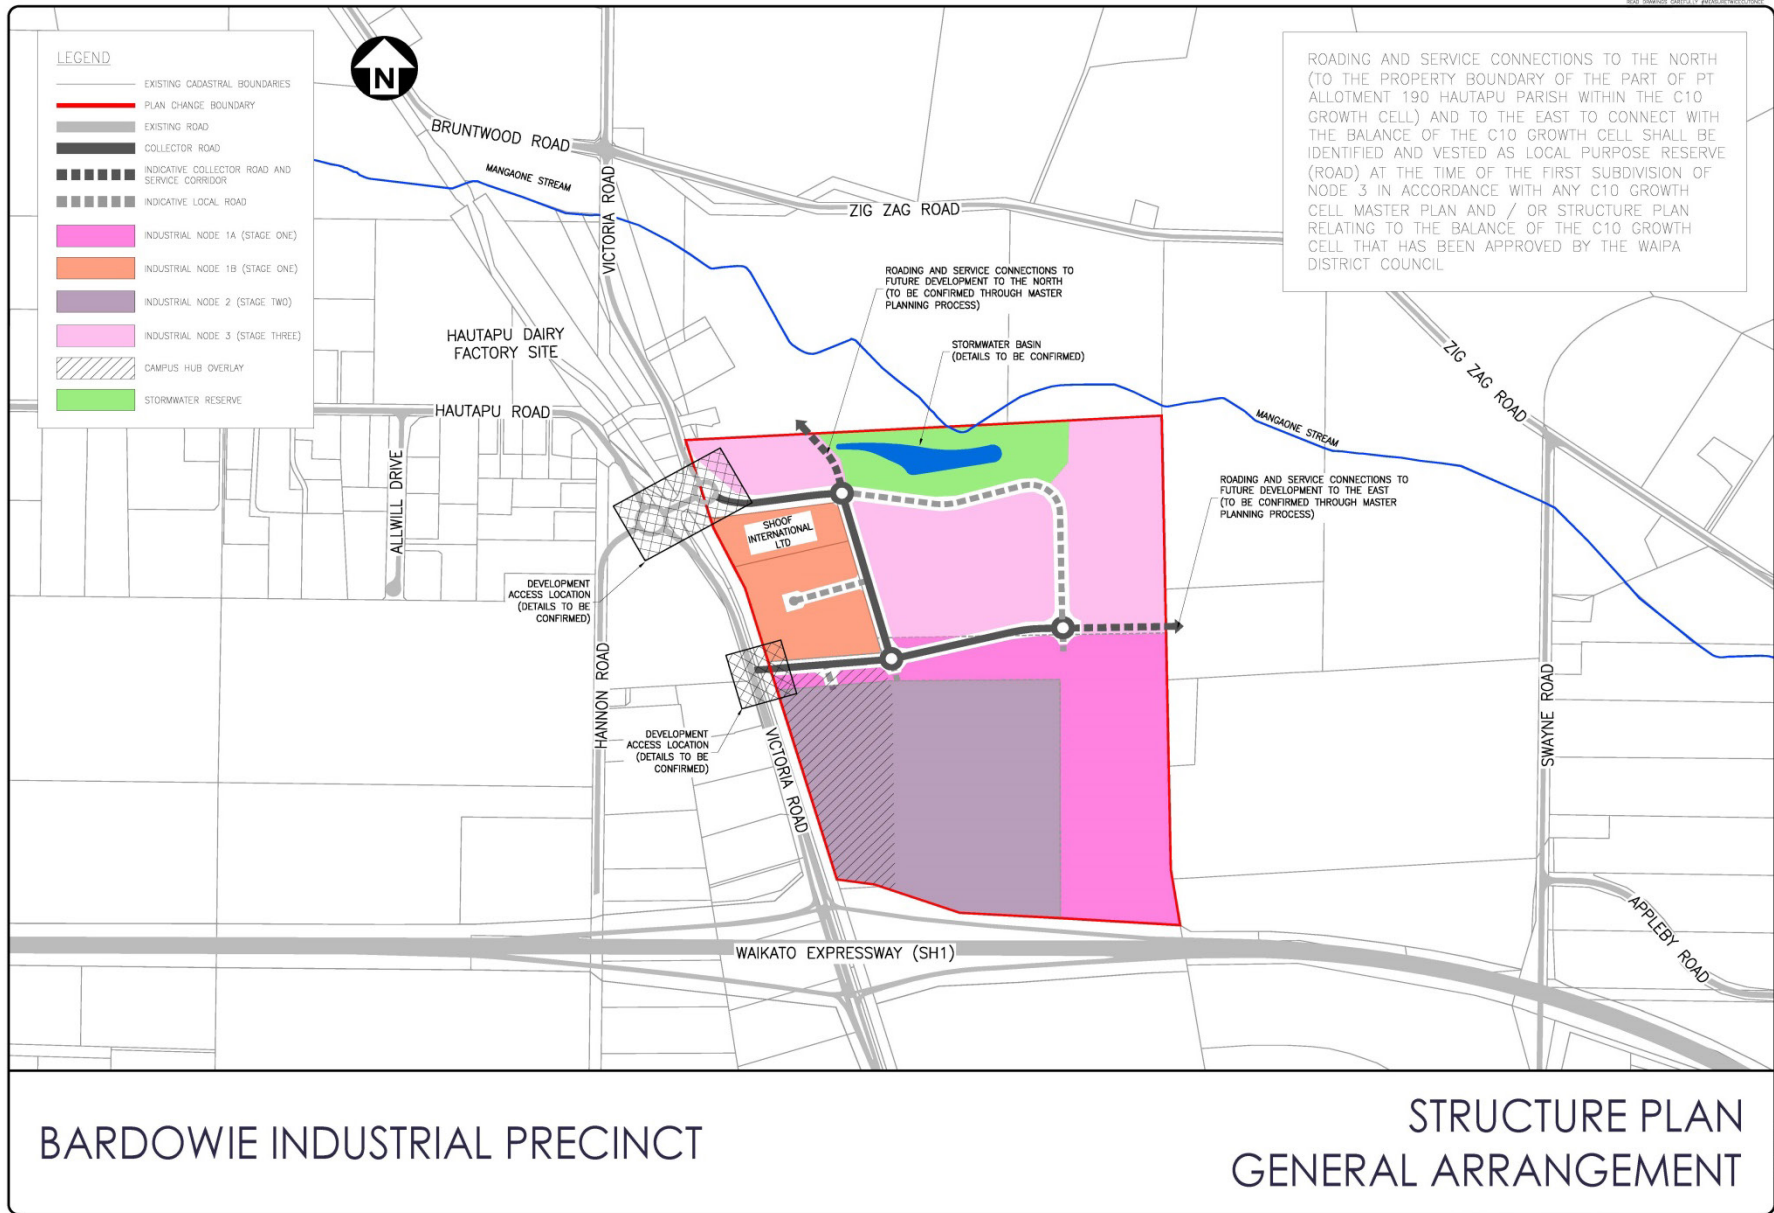 READ DRAWINGS CAREFULLY #MEASURETWICECUTONCE
LEGEND
EXISTING CADASTRAL BOUNDARIES
PLAN CHANGE BOUNDARY
EXISTING ROAD
COLLECTOR ROAD
INDICATIVE COLLECTOR ROAD AND
SERVICE CORRIDOR
INDICATIVE LOCAL ROAD
INDUSTRIAL NODE 1A (STAGE ONE)
INDUSTRIAL NODE 1B (STAGE ONE)
INDUSTRIAL NODE 2 (STAGE TWO)
INDUSTRIAL NODE 3 (STAGE THREE)
CAMPUS HUB OVERLAY
STORMWATER RESERVE
N
ROADING AND SERVICE CONNECTIONS TO THE NORTH
(TO THE PROPERTY BOUNDARY OF THE PART OF PT
ALLOTMENT 190 HAUTAPU PARISH WITHIN THE C10
GROWTH CELL) AND TO THE EAST TO CONNECT WITH
THE BALANCE OF THE C10 GROWTH CELL SHALL BE
IDENTIFIED AND VESTED AS LOCAL PURPOSE RESERVE
(ROAD) AT THE TIME OF THE FIRST SUBDIVISION OF
NODE 3 IN ACCORDANCE WITH ANY C10 GROWTH
CELL MASTER PLAN AND / OR STRUCTURE PLAN
RELATING TO THE BALANCE OF THE C10 GROWTH
CELL THAT HAS BEEN APPROVED BY THE WAIPA
DISTRICT COUNCIL
BRUNTWOOD ROAD
MANGAONE STREAM
VICTORIA ROAD
ZIG ZAG ROAD
ROADING AND SERVICE CONNECTIONS TO
FUTURE DEVELOPMENT TO THE NORTH
(TO BE CONFIRMED THROUGH MASTER
PLANNING PROCESS)
HAUTAPU DAIRY
FACTORY SITE
STORMWATER BASIN
(DETAILS TO BE CONFIRMED)
ZIG ZAG ROAD
HAUTAPU ROAD
MANGAONE STREAM
ALLWILL DRIVE
ROADING AND SERVICE CONNECTIONS TO
FUTURE DEVELOPMENT TO THE EAST
(TO BE CONFIRMED THROUGH MASTER
PLANNING PROCESS)
SHOOF
INTERNATIONAL
LTD
DEVELOPMENT
ACCESS LOCATION
(DETAILS TO BE
CONFIRMED)
HANNON ROAD
DEVELOPMENT
ACCESS LOCATION
(DETAILS TO BE
CONFIRMED)
VICTORIA ROAD
SWAYNE ROAD
APPLEBY ROAD
WAIKATO EXPRESSWAY (SH1)
BARDOWIE INDUSTRIAL PRECINCT
STRUCTURE PLAN
GENERAL ARRANGEMENT